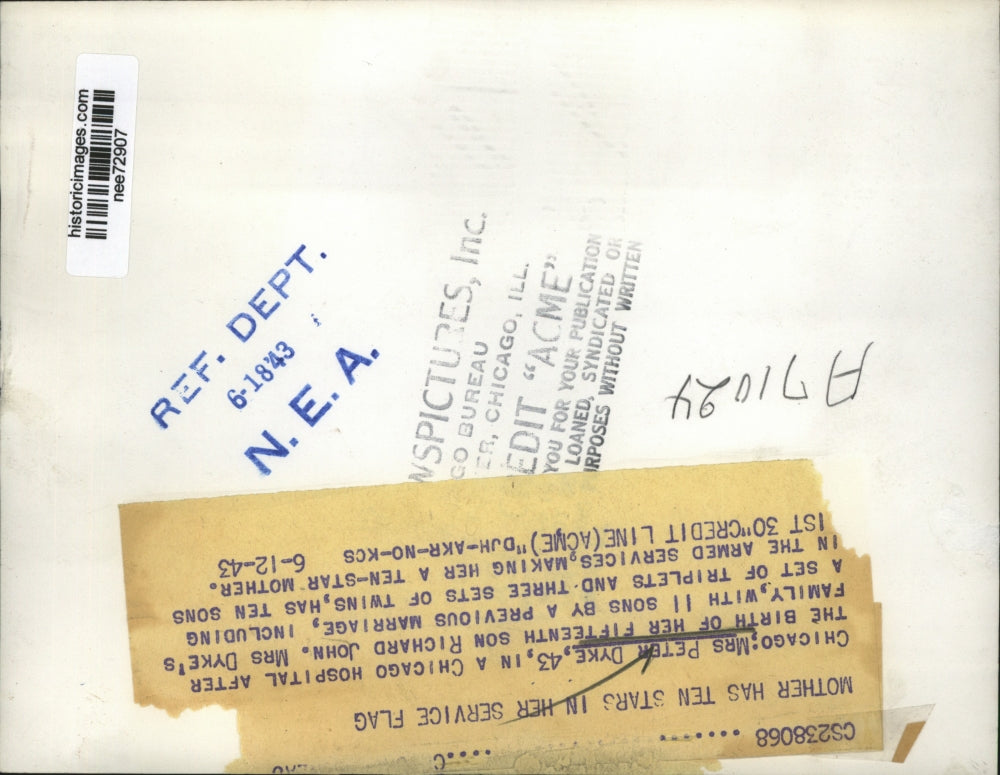 historicimages.com
nee72907
REF. DEPT.
6-18'43
N. E. A.
WSPICTURES, Inc.
GO BUREAU
ER, CHICAGO, ILL.
EDIT “ACME”
YOU FOR YOUR PUBLICATION
LOANED, SYNDICATED OR
RPOSES WITHOUT WRITTEN
A71024
CS238068
MOTHER HAS TEN STARS IN HER SERVICE FLAG
CHICAGO: MRS PETER DYKE, 43, IN A CHICAGO HOSPITAL AFTER
THE BIRTH OF HER FIFTEENTH SON RICHARD JOHN. MRS DYKE'S
FAMILY, WITH 11 SONS BY A PREVIOUS MARRIAGE, INCLUDING
A SET OF TRIPLETS AND THREE SETS OF TWINS, HAS TEN SONS
IN THE ARMED SERVICES, MAKING HER A TEN-STAR MOTHER.
1ST 30"CREDIT LINE(ACME)"DJH-AKR-NO-KCS 6-12-43